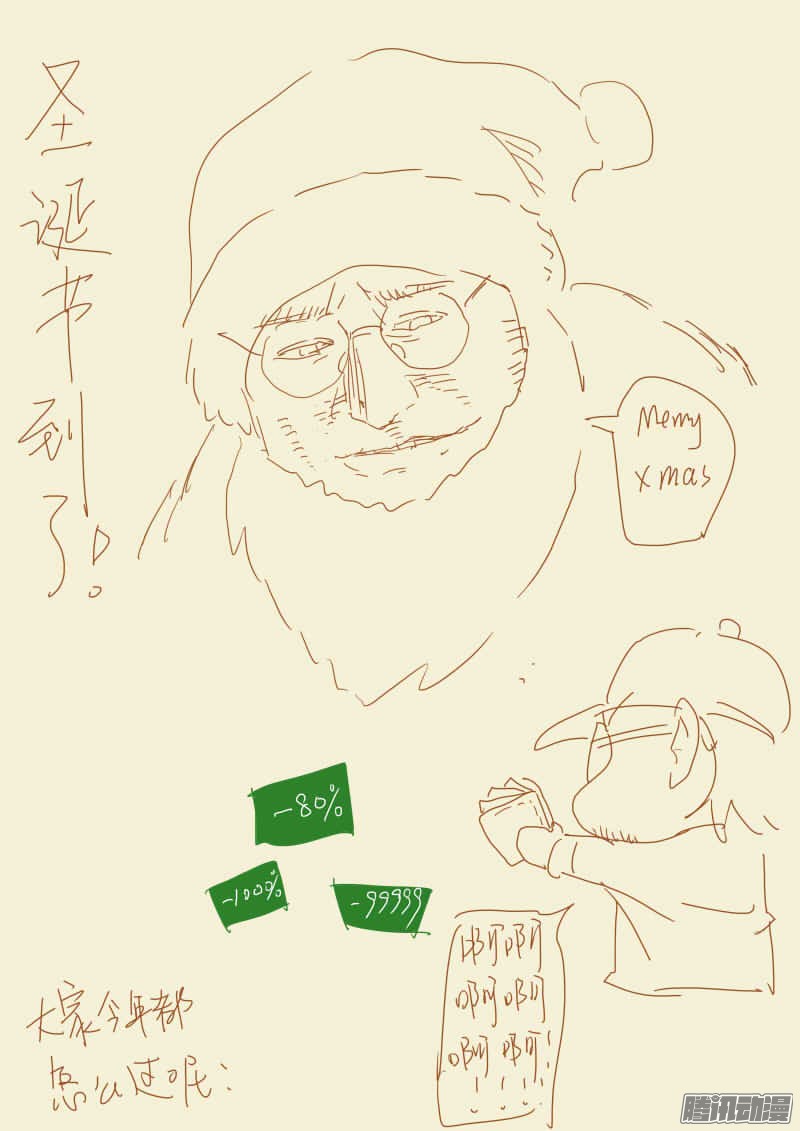 圣诞节到了!
Merry
xmas
-80%
-100%
-99999
啊啊
啊啊
啊啊!
!!!!
大家今年都
怎么过呢:
腾讯动漫